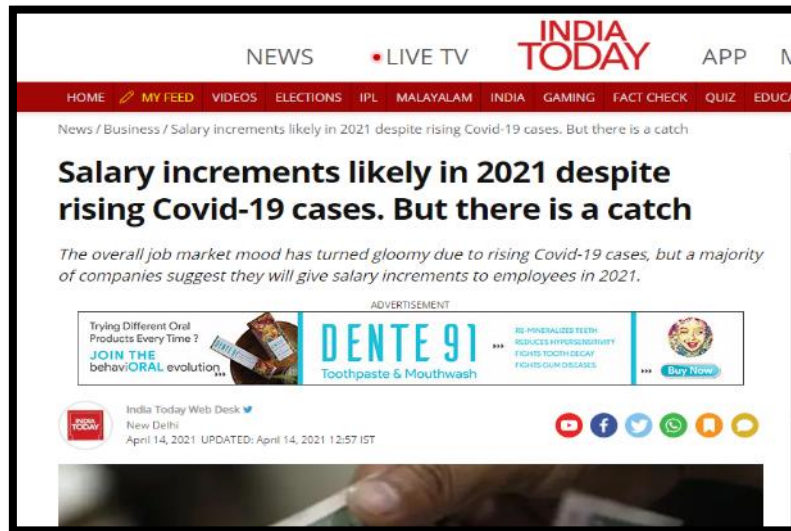 NEWS
LIVE TV
INDIA
TODAY
APP
HOME MY FEED VIDEOS ELECTIONS IPL MALAYALAM INDIA GAMING FACT CHECK QUIZ EDUCA
News / Business / Salary increments likely in 2021 despite rising Covid-19 cases. But there is a catch
Salary increments likely in 2021 despite
rising Covid-19 cases. But there is a catch
The overall job market mood has turned gloomy due to rising Covid-19 cases, but a majority
of companies suggest they will give salary increments to employees in 2021.
ADVERTISEMENT
Trying Different Oral
Products Every Time ?
JOIN THE
behaviORAL evolution
DENTE 91
Toothpaste & Mouthwash
RE-MINERALIZES TEETH
REDUCES HYPERSENSITIVITY
FIGHTS TOOTH DECAY
FIGHTS GUM DISEASES
Buy Now
INDIA
TODAY
India Today Web Desk
New Delhi
April 14, 2021 UPDATED: April 14, 2021 12:57 IST